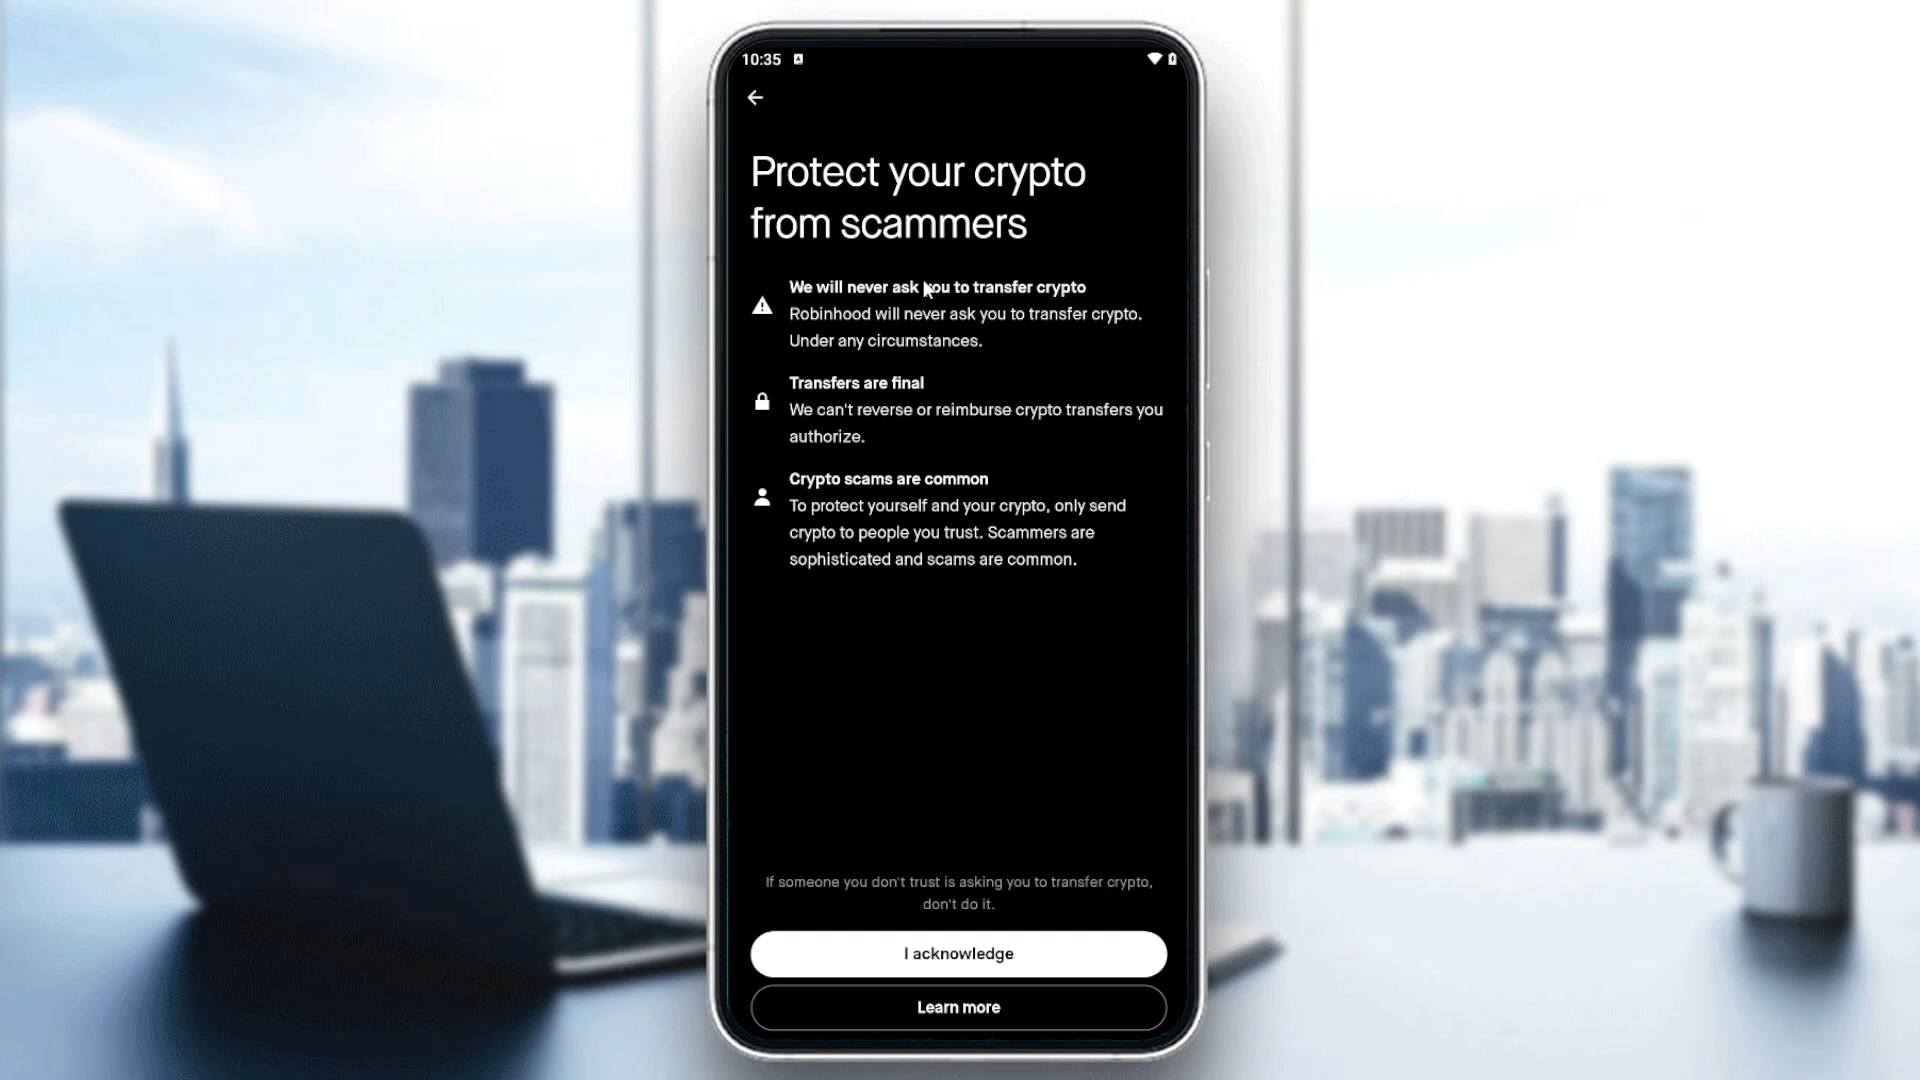 10:35
Protect your crypto
from scammers
We will never ask you to transfer crypto
Robinhood will never ask you to transfer crypto.
Under any circumstances.
Transfers are final
We can't reverse or reimburse crypto transfers you
authorize.
Crypto scams are common
To protect yourself and your crypto, only send
crypto to people you trust. Scammers are
sophisticated and scams are common.
If someone you don't trust is asking you to transfer crypto,
don't do it.
I acknowledge
Learn more